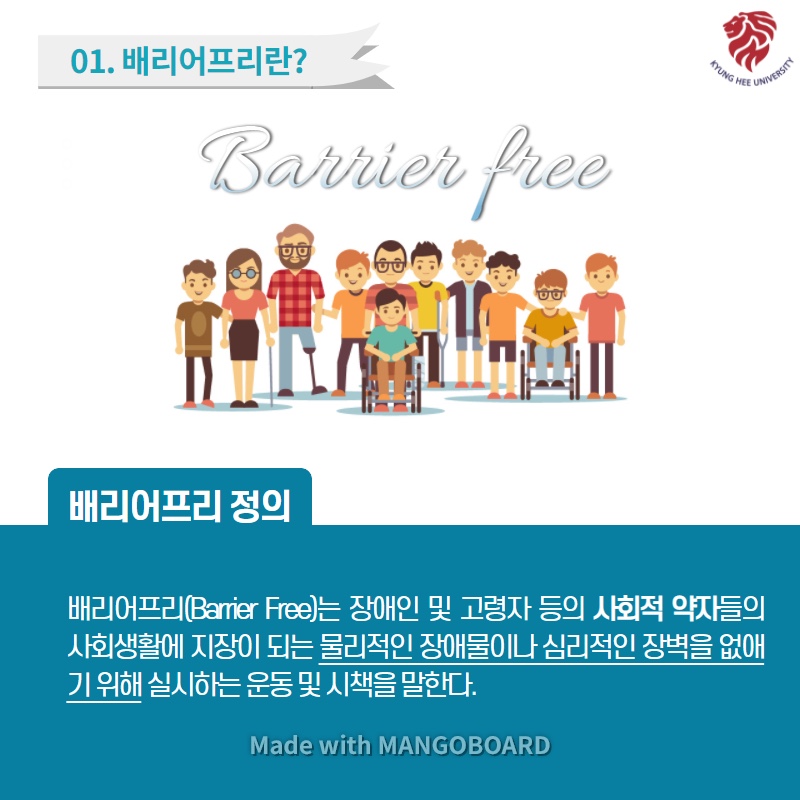 01. 배리어프리란?
KYUNG HEE UNIVERSITY
Barrier free
배리어프리 정의
배리어프리(Barrier Free)는 장애인 및 고령자 등의 사회적 약자들의
사회생활에 지장이 되는 물리적인 장애물이나 심리적인 장벽을 없애
기 위해 실시하는 운동 및 시책을 말한다.
Made with MANGOBOARD